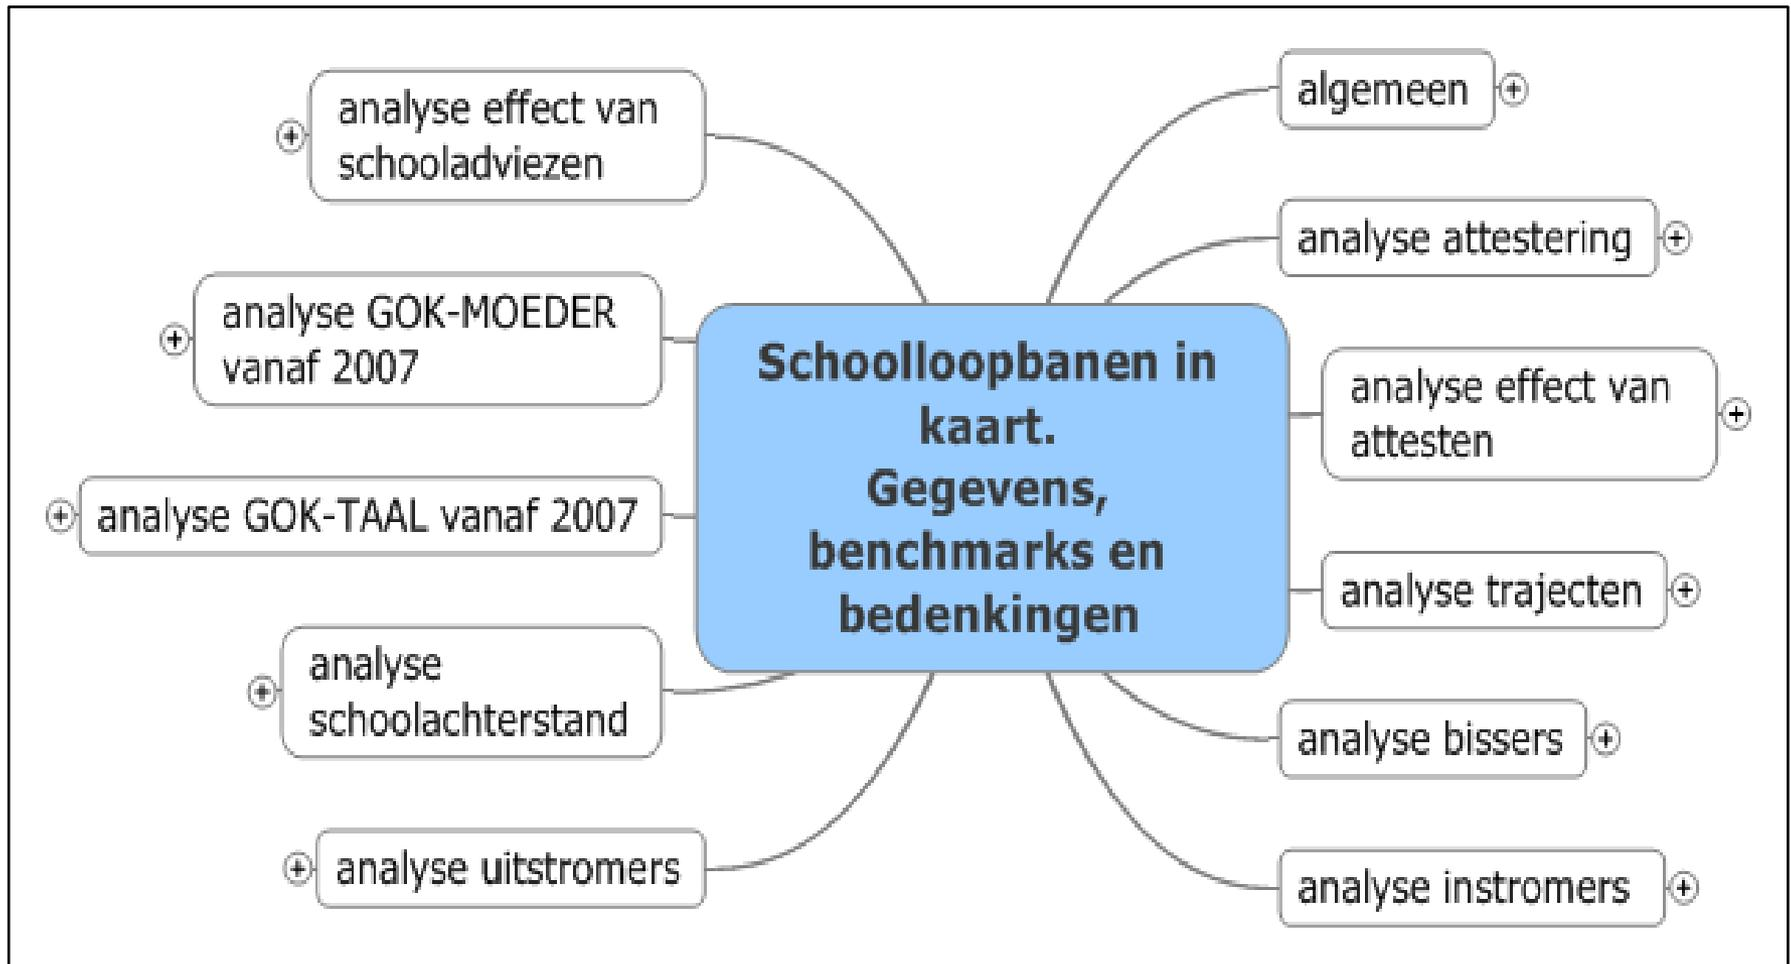 Schoolloopbanen in
kaart.
Gegevens,
benchmarks en
bedenkingen
algemeen
analyse attestering
analyse effect van
attesten
analyse trajecten
analyse bissers
analyse instromers
analyse uitstromers
analyse
schoolachterstand
analyse GOK-TAAL vanaf 2007
analyse GOK-MOEDER
vanaf 2007
analyse effect van
schooladviezen